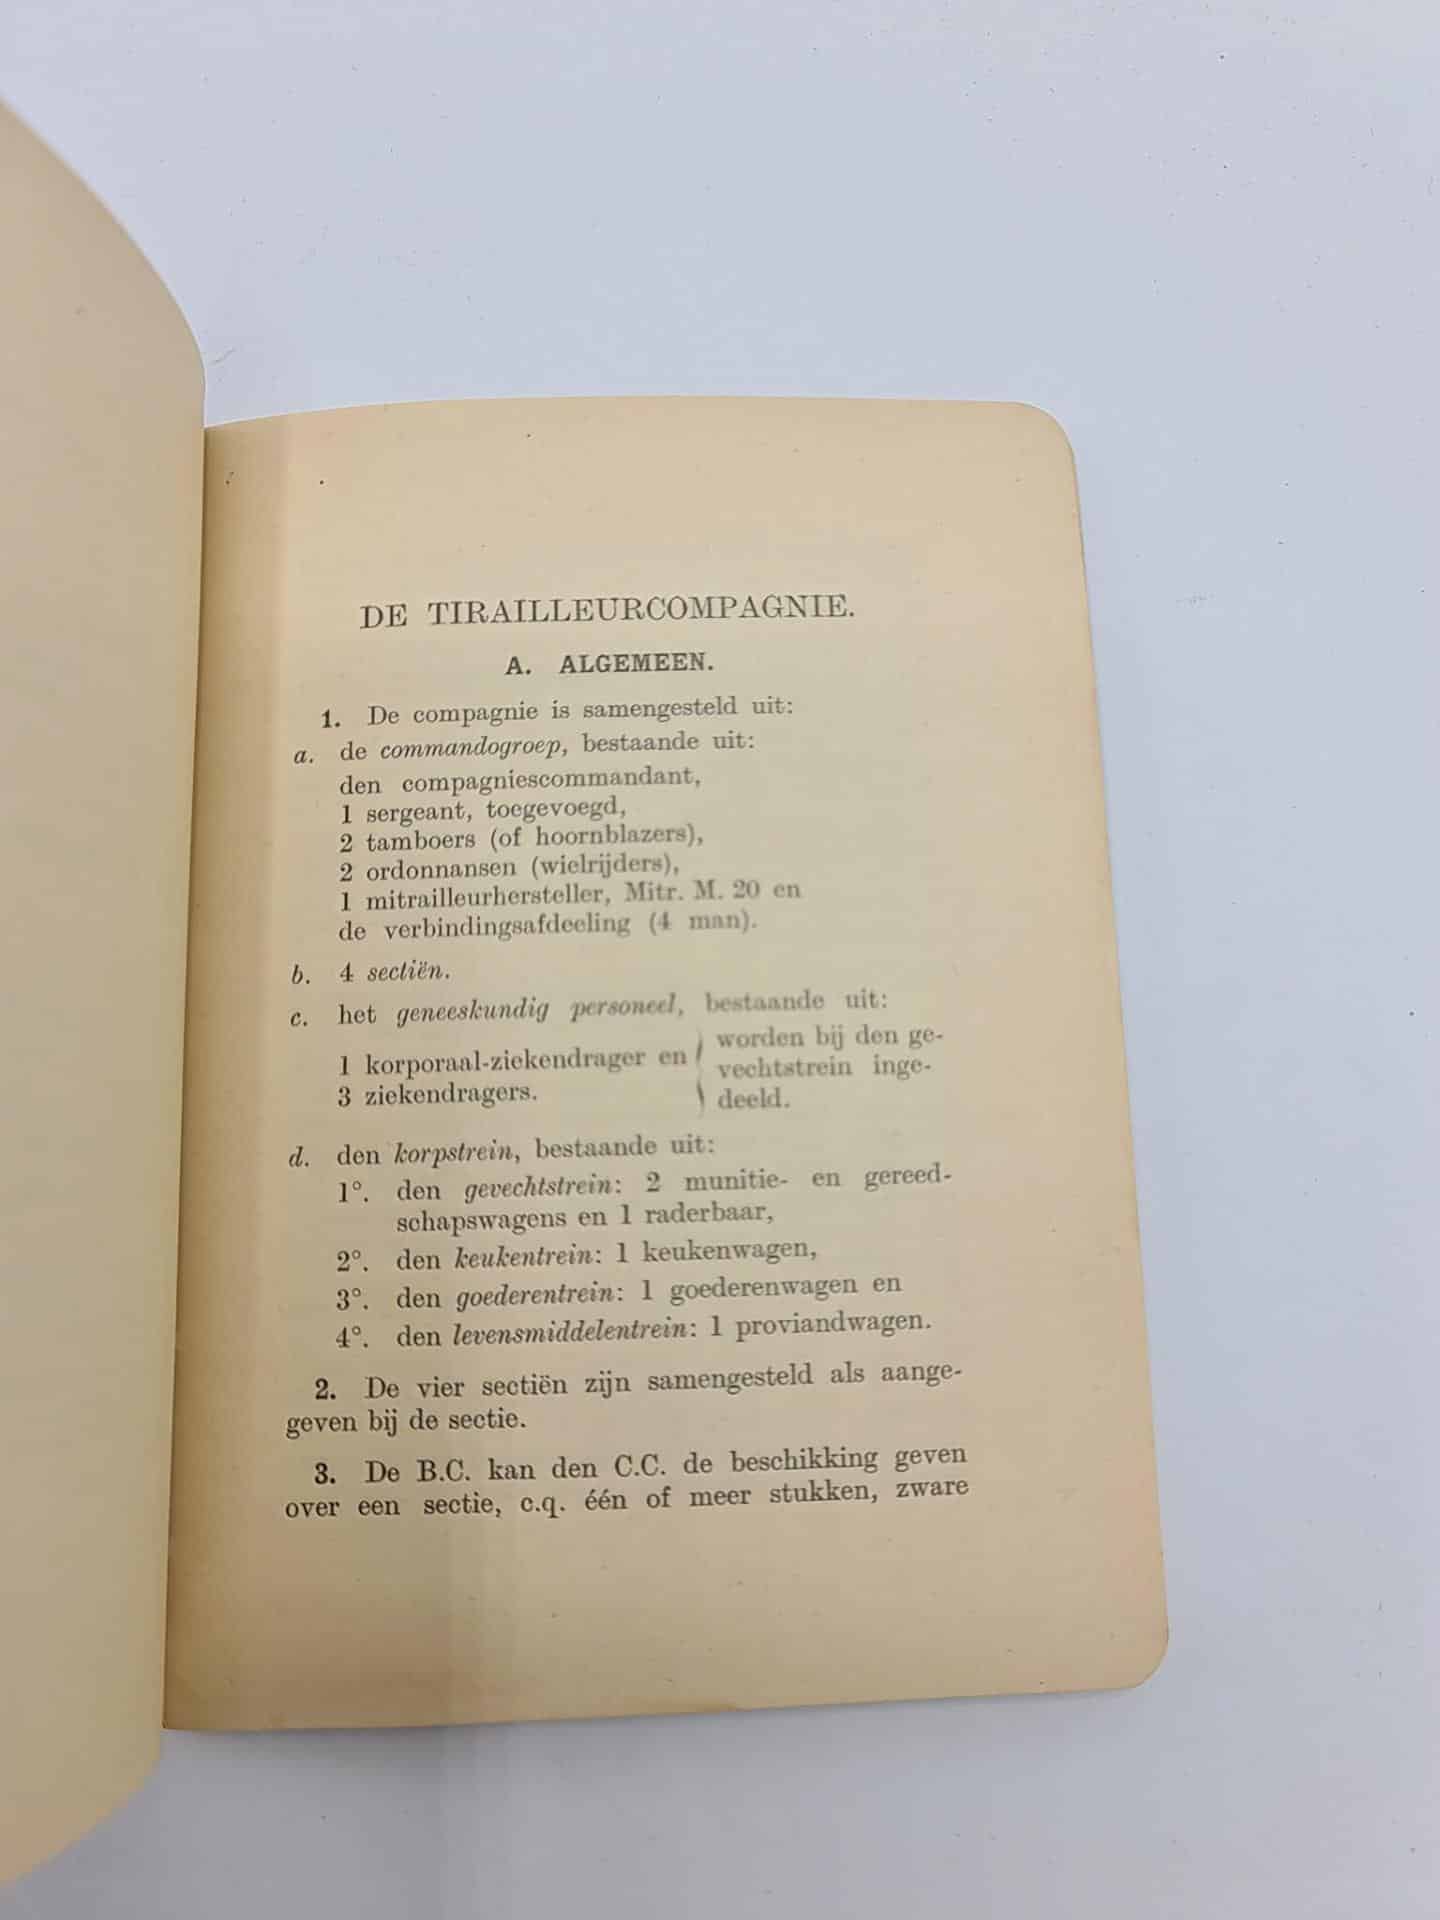 DE TIRAILLEURCOMPAGNIE.
A. ALGEMEEN.
1. De compagnie is samengesteld uit:
a. de commandogroep, bestaande uit:
den compagniescommandant,
1 sergeant, toegevoegd,
2 tamboers (of hoornblazers),
2 ordonnansen (wielrijders),
1 mitrailleurhersteller, Mitr. M. 20 en
de verbindingsafdeeling (4 man).
b. 4 sectiën.
c. het geneeskundig personeel, bestaande uit:
1 korporaal-ziekendrager en
3 ziekendragers.
worden bij den ge-
vechtstrein inge-
deeld.
d. den korpstrein, bestaande uit:
1°. den gevechtstrein: 2 munitie- en gereed-
schapswagens en 1 raderbaar,
2°. den keukentrein: 1 keukenwagen,
3°. den goederentrein: 1 goederenwagen en
4°. den levensmiddelentrein: 1 proviandwagen.
2. De vier sectiën zijn samengesteld als aange-
geven bij de sectie.
3. De B.C. kan den C.C. de beschikking geven
over een sectie, c.q. één of meer stukken, zware